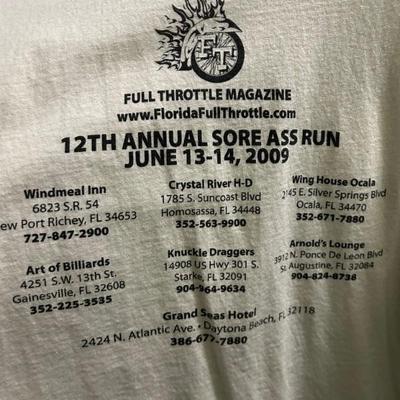 FT
FULL THROTTLE MAGAZINE
www.FloridaFullThrottle.com
12TH ANNUAL SORE ASS RUN
JUNE 13-14, 2009
Windmeal Inn
6823 S.R. 54
ew Port Richey, FL 34653
727-847-2900
Crystal River H-D
1785 S. Suncoast Blvd
Homosassa, FL 34448
352-563-9900
Wing House Ocala
2145 E. Silver Springs Blvd
Ocala, FL 34470
352-671-7880
Art of Billiards
4251 S.W. 13th St.
Gainesville, FL 32608
352-225-3535
Knuckle Draggers
14908 US Hwy 301 S.
Starke, FL 32091
904-964-9634
Arnold's Lounge
3912 N. Ponce De Leon Blvd
St Augustine, FL 32084
904-824-8738
Grand Seas Hotel
2424 N. Atlantic Ave. • Daytona Beach, FL 32118
386-677-7880